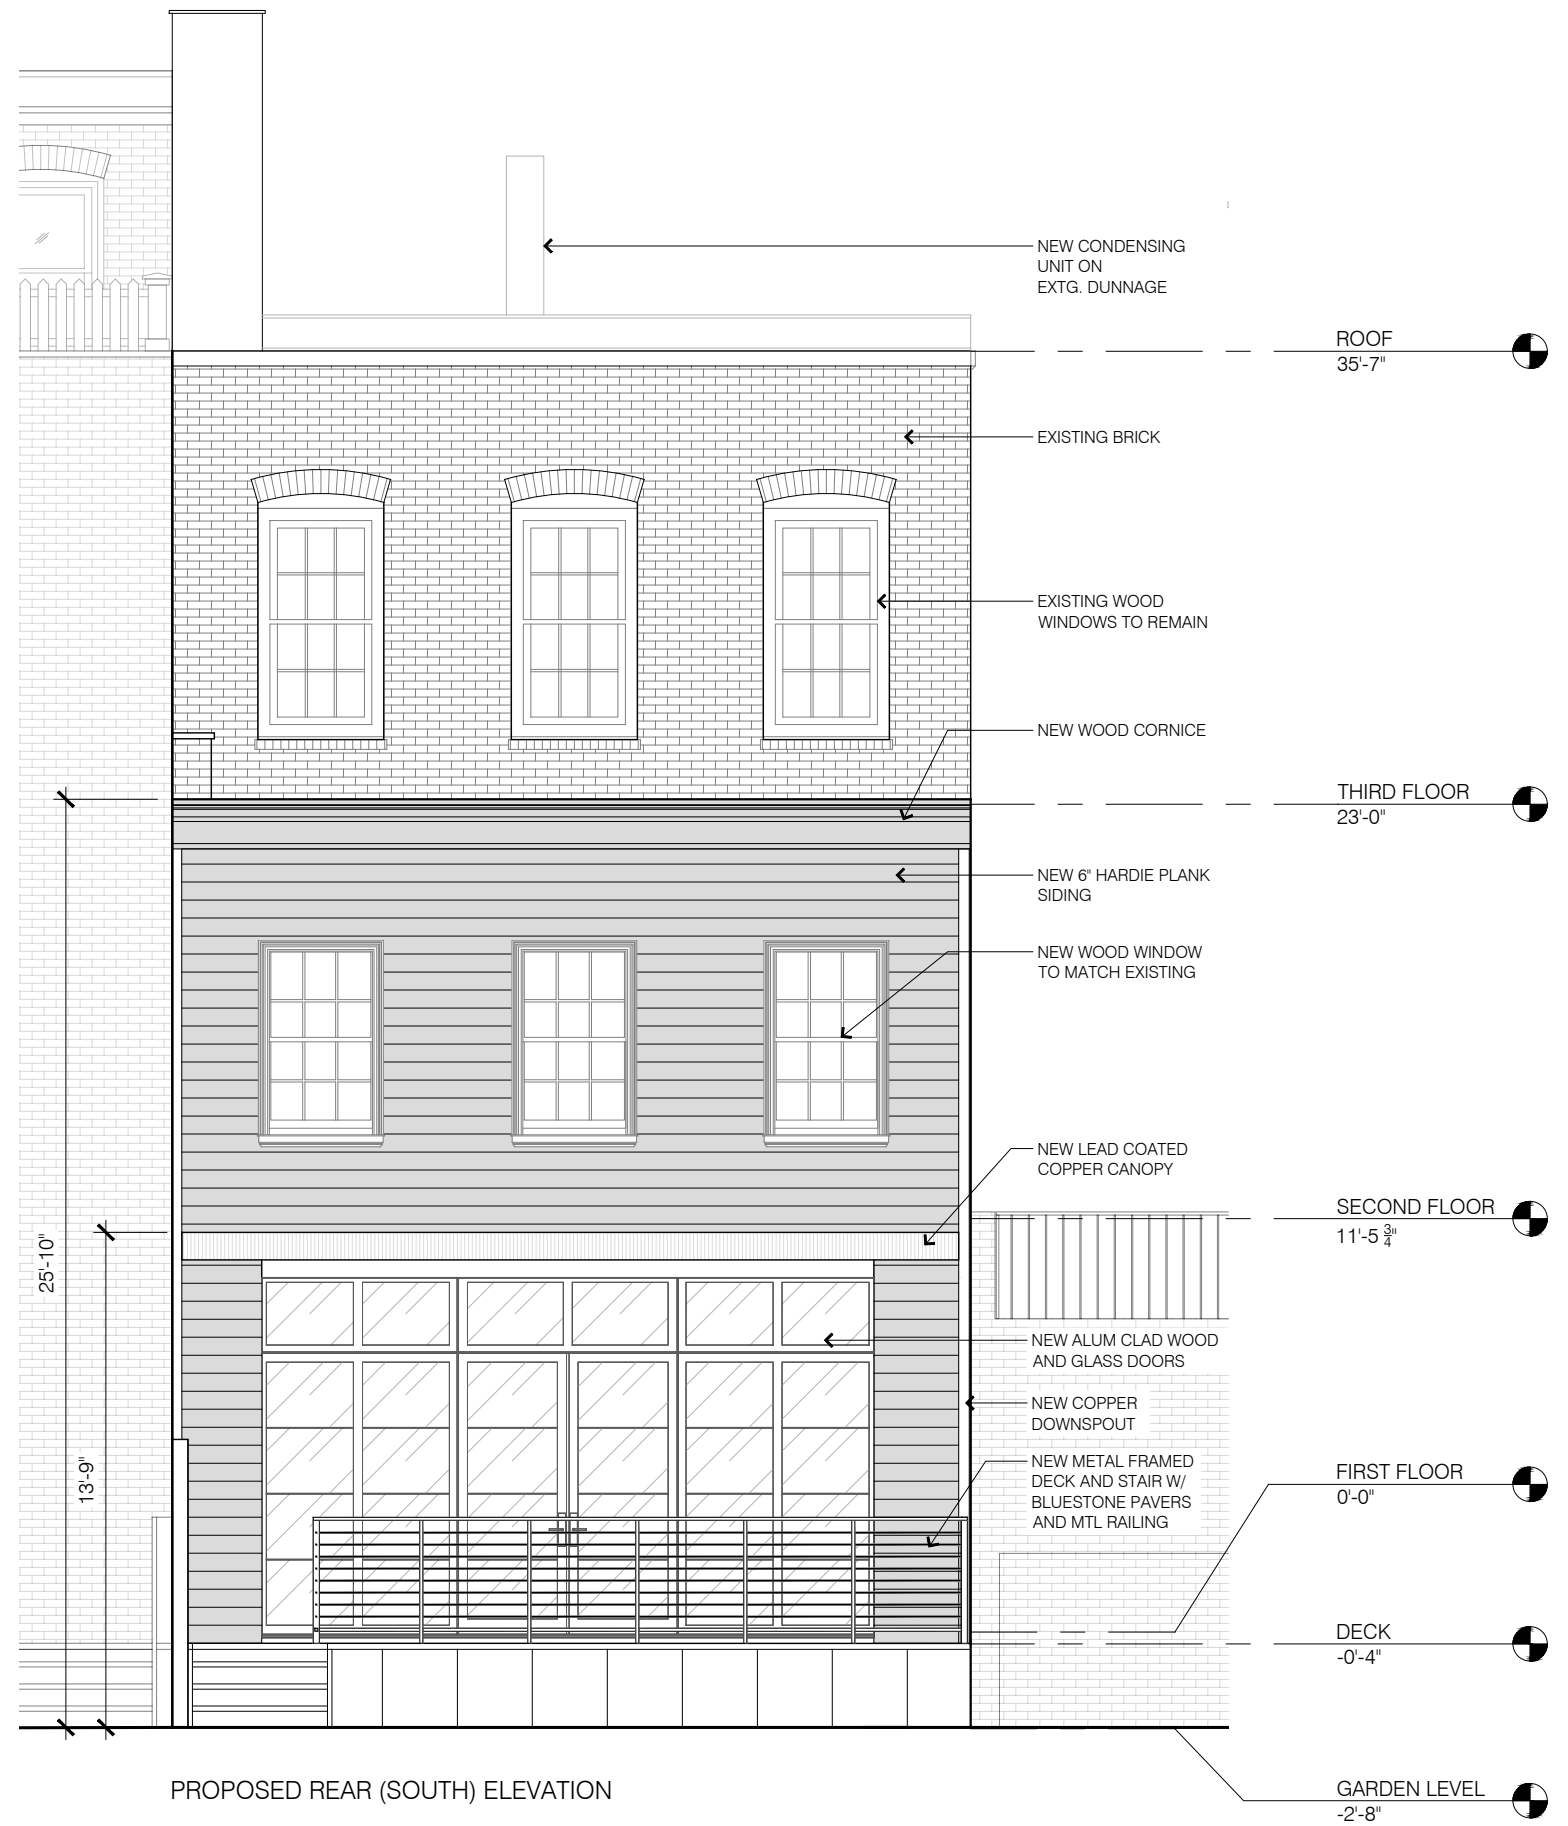 NEW CONDENSING
UNIT ON
EXTG. DUNNAGE
ROOF
35'-7"
EXISTING BRICK
EXISTING WOOD
WINDOWS TO REMAIN
NEW WOOD CORNICE
THIRD FLOOR
23'-0"
NEW 6" HARDIE PLANK
SIDING
NEW WOOD WINDOW
TO MATCH EXISTING
NEW LEAD COATED
COPPER CANOPY
SECOND FLOOR
11'-5 3/4"
25'-10"
NEW ALUM CLAD WOOD
AND GLASS DOORS
NEW COPPER
DOWNSPOUT
13'-9"
NEW METAL FRAMED
DECK AND STAIR W/
BLUESTONE PAVERS
AND MTL RAILING
FIRST FLOOR
0'-0"
DECK
-0'-4"
GARDEN LEVEL
-2'-8"
PROPOSED REAR (SOUTH) ELEVATION